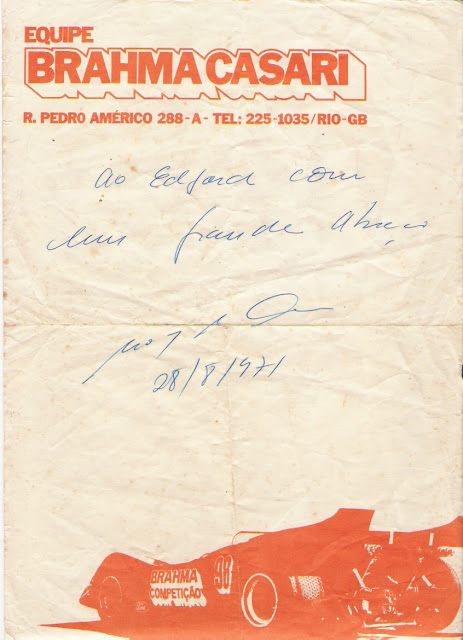 EQUIPE
BRAHMA CASARI
R. PEDRO AMÉRICO 288-A - TEL: 225-1035/RIO-GB
ao Edgard com
um grande Abraço
28/8/1971
BRAHMA
COMPETIÇÃO
96